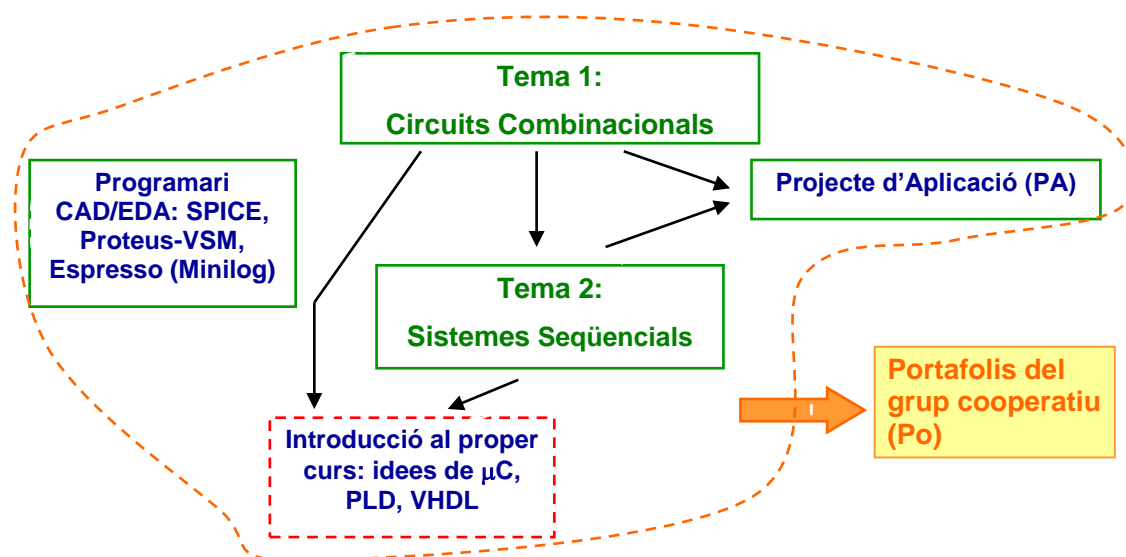 Tema 1:
Circuits Combinacionals
Programari
CAD/EDA: SPICE,
Proteus-VSM,
Espresso (Minilog)
Projecte d’Aplicació (PA)
Tema 2:
Sistemes Seqüencials
Portafolis del
grup cooperatiu
(Po)
Introducció al proper
curs: idees de μC,
PLD, VHDL